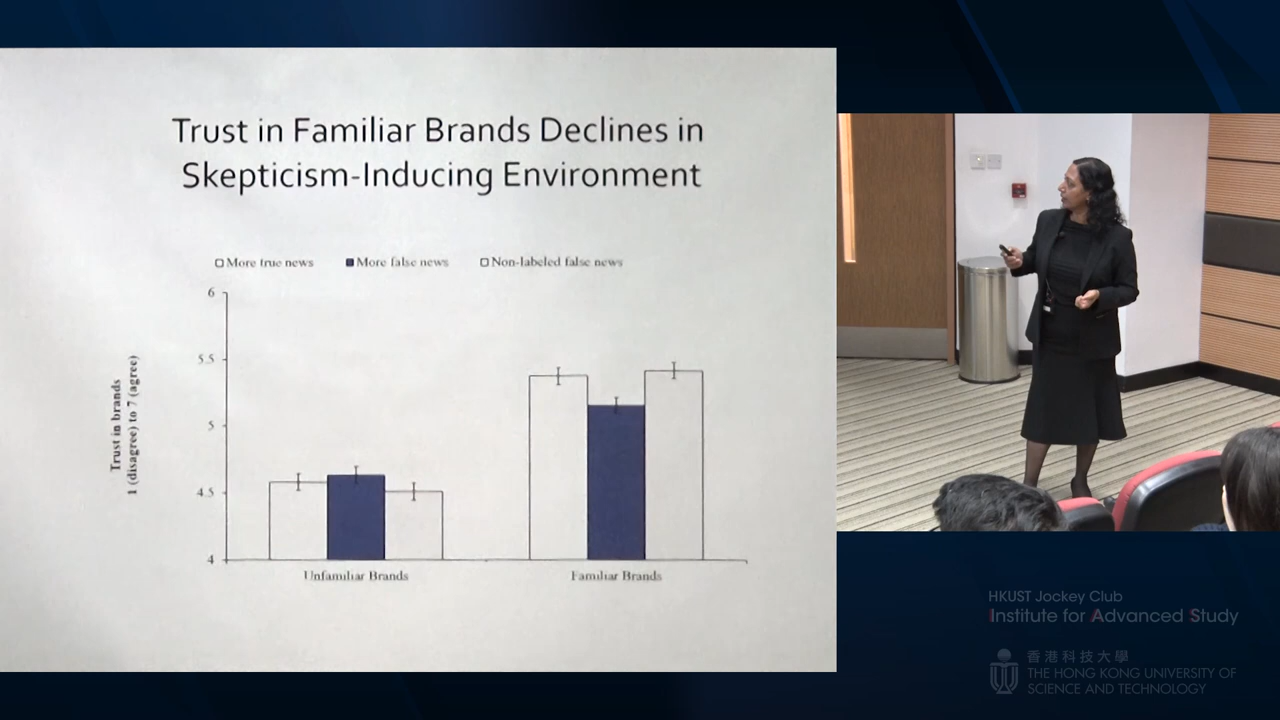 Trust in Familiar Brands Declines in
Skepticism-Inducing Environment
More true news
More false news
Non-labeled false news
6
5.5
5
4.5
4
Trust in brands
1 (disagree) to 7 (agree)
Unfamiliar Brands
Familiar Brands
HKUST Jockey Club
Institute for Advanced Study
香港科技大學
THE HONG KONG UNIVERSITY OF
SCIENCE AND TECHNOLOGY